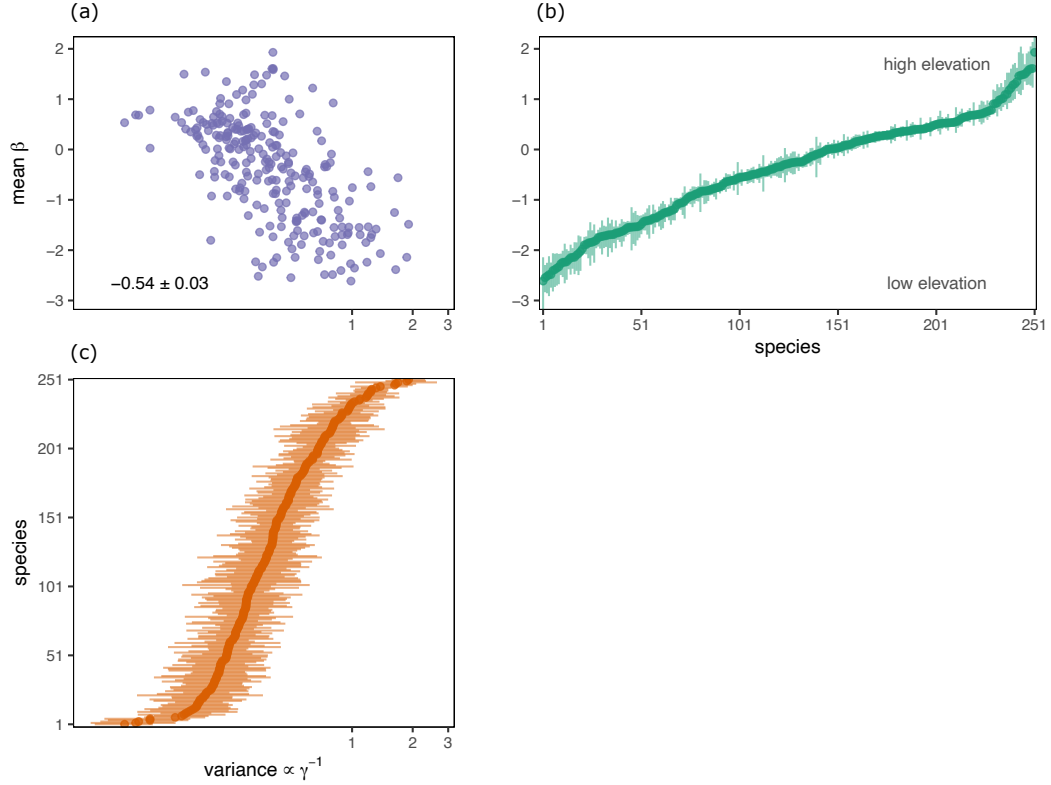 (a)
2
1
0
−1
−2
−3
mean β
−0.54 ± 0.03
1 2 3
(b)
2
1
0
−1
−2
−3
high elevation
low elevation
1 51 101 151 201 251
species
(c)
251
201
151
101
51
1
species
1 2 3
variance ∝ γ⁻¹